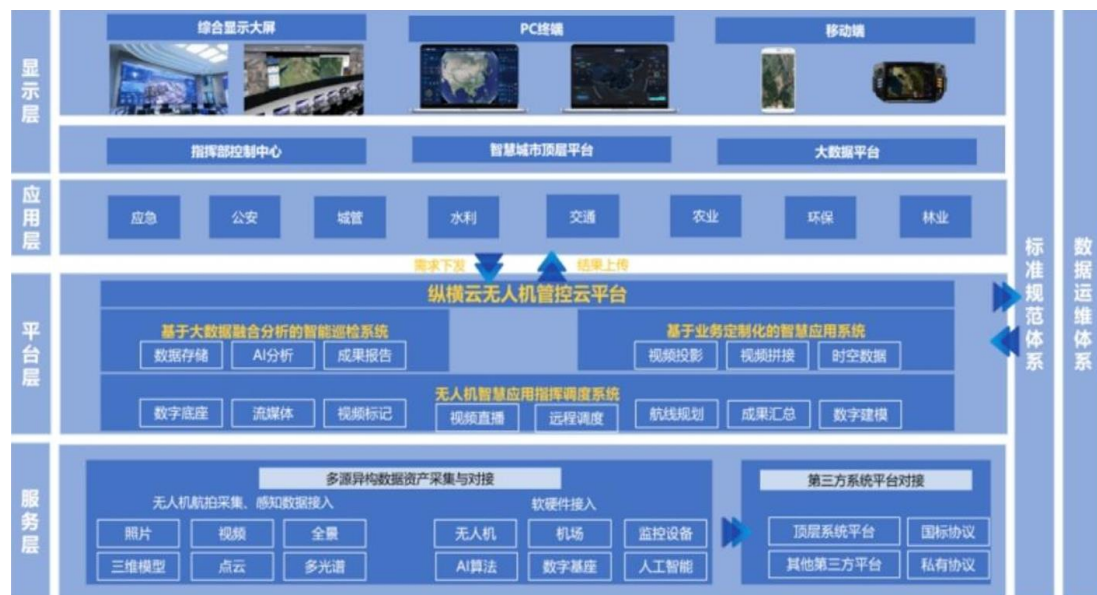 显示层
综合显示大屏
PC终端
移动端
指挥部控制中心
智慧城市顶层平台
大数据平台
应用层
应急
公安
城管
水利
交通
农业
环保
林业
需求下发
结果上传
平台层
纵横云无人机管控云平台
基于大数据融合分析的智能巡检系统
数据存储
AI分析
成果报告
基于业务定制化的智慧应用系统
视频投影
视频拼接
时空数据
无人机智慧应用指挥调度系统
数字底座
流媒体
视频标记
视频直播
远程调度
航线规划
成果汇总
数字建模
服务层
多源异构数据资产采集与对接
无人机航拍采集、感知数据接入
照片
视频
全景
三维模型
点云
多光谱
软硬件接入
无人机
机场
监控设备
AI算法
数字基座
人工智能
第三方系统平台对接
顶层系统平台
国标协议
其他第三方平台
私有协议
标准规范体系
数据运维体系